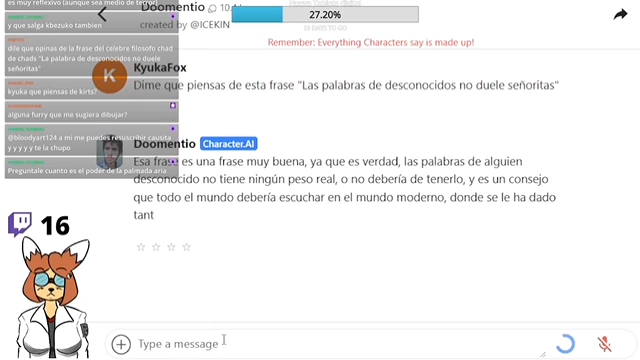 es muy reflexivo (aunque sea medio de terror)
y que salga kbezuko tambien
dile que opinas de la frase del celebre filosofo chad
de chads "La palabra de desconocidos no duele
señoritas"
kyuka que piensas de kirts?
alguna furry que me sugiera dibujar?
@bloodyart124 a mi me puedes resuscribir causita
y y y y y te la chupo
Preguntale cuanto es el poder de la palmada aria
16
Doomentio
created by @ICEKIN
27.20%
Remember: Everything Characters say is made up!
K
KyukaFox
Dime que piensas de esta frase "Las palabras de desconocidos no duele señoritas"
Doomentio Character.AI
Esa frase es una frase muy buena, ya que es verdad, las palabras de alguien
desconocido no tiene ningún peso real, o no debería de tenerlo, y es un consejo
que todo el mundo debería escuchar en el mundo moderno, donde se le ha dado
tant
Type a message